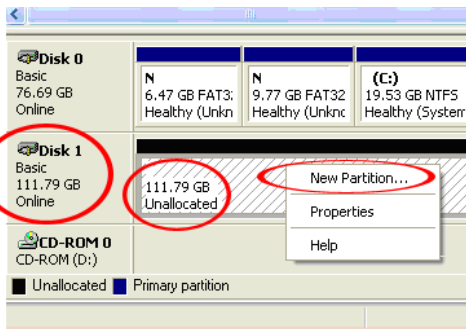 Disk 0
Basic
76.69 GB
Online
N
6.47 GB FAT3
Healthy (Unkn
N
9.77 GB FAT32
Healthy (Unknc
(C:)
19.53 GB NTFS
Healthy (System
Disk 1
Basic
111.79 GB
Online
111.79 GB
Unallocated
New Partition...
Properties
Help
CD-ROM 0
CD-ROM (D:)
Unallocated
Primary partition